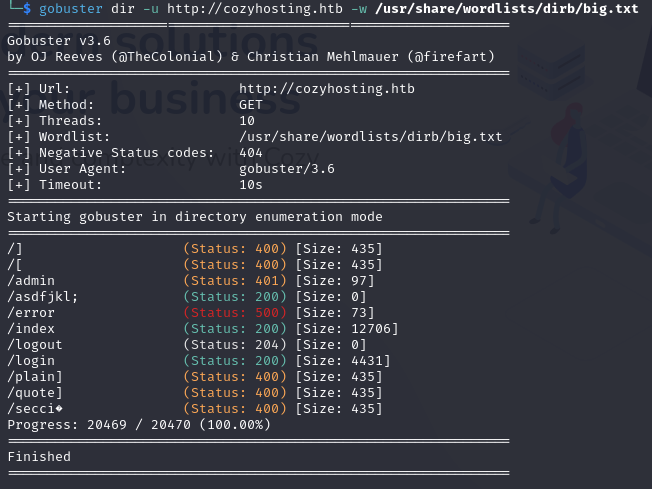 └─$ gobuster dir -u http://cozyhosting.htb -w /usr/share/wordlists/dirb/big.txt
===============================================================
Gobuster v3.6
by OJ Reeves (@TheColonial) & Christian Mehlmauer (@firefart)
===============================================================
[+] Url:                     http://cozyhosting.htb
[+] Method:                  GET
[+] Threads:                 10
[+] Wordlist:                /usr/share/wordlists/dirb/big.txt
[+] Negative Status codes:   404
[+] User Agent:              gobuster/3.6
[+] Timeout:                 10s
===============================================================
Starting gobuster in directory enumeration mode
===============================================================
/]                    (Status: 400) [Size: 435]
/[                    (Status: 400) [Size: 435]
/admin                (Status: 401) [Size: 97]
/asdfjkl;             (Status: 200) [Size: 0]
/error                (Status: 500) [Size: 73]
/index                (Status: 200) [Size: 12706]
/logout               (Status: 204) [Size: 0]
/login                (Status: 200) [Size: 4431]
/plain]               (Status: 400) [Size: 435]
/quote]               (Status: 400) [Size: 435]
/secci�               (Status: 400) [Size: 435]
Progress: 20469 / 20470 (100.00%)
===============================================================
Finished
===============================================================